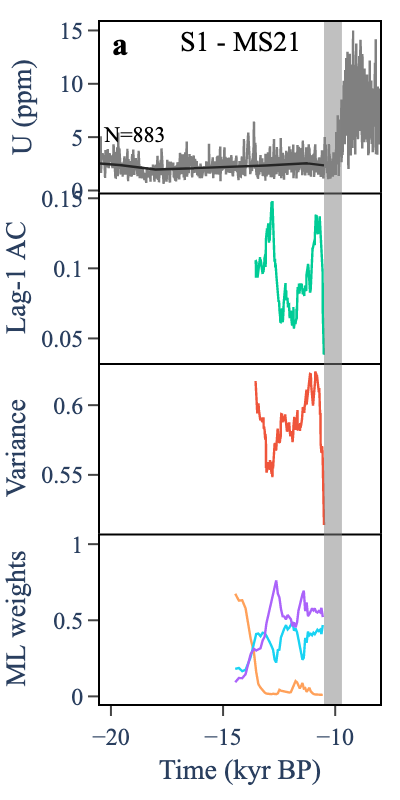 a S1 - MS21
15
10
U (ppm)
5
N=883
0
0.15
0.1
Lag-1 AC
0.05
0.6
Variance
0.55
1
ML weights
0.5
0
−20 −15 −10
Time (kyr BP)